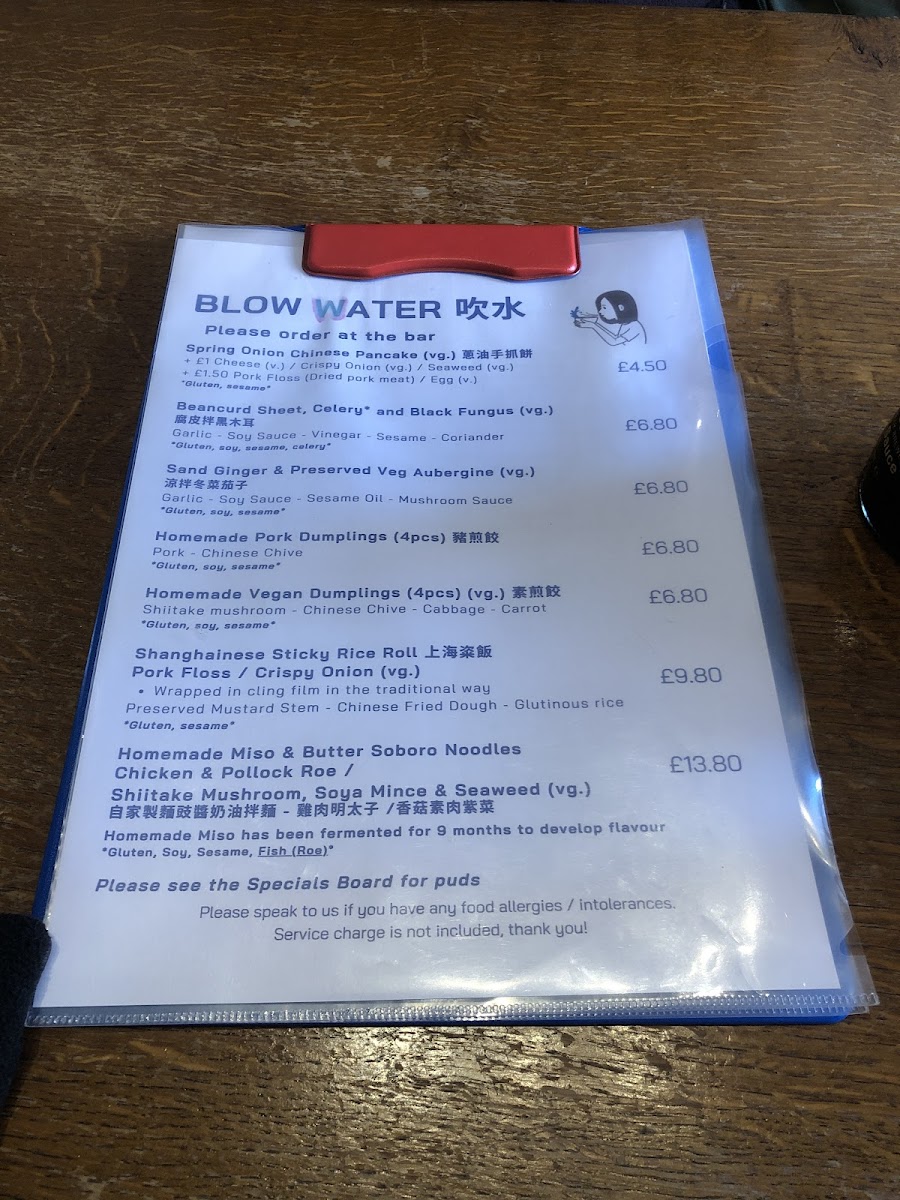 BLOW WATER 吹水
Please order at the bar
Spring Onion Chinese Pancake (vg.) 蔥油手抓餅
+ £1 Cheese (v.) / Crispy Onion (vg.) / Seaweed (vg.)
+ £1.50 Pork Floss (Dried pork meat) / Egg (v.)
£4.50
*Gluten, sesame*
Beancurd Sheet, Celery* and Black Fungus (vg.)
腐皮拌黑木耳
£6.80
Garlic - Soy Sauce - Vinegar - Sesame - Coriander
*Gluten, soy, sesame, celery*
Sand Ginger & Preserved Veg Aubergine (vg.)
涼拌冬菜茄子
£6.80
Garlic - Soy Sauce - Sesame Oil - Mushroom Sauce
*Gluten, soy, sesame*
Homemade Pork Dumplings (4pcs) 豬煎餃
£6.80
Pork - Chinese Chive
*Gluten, soy, sesame*
Homemade Vegan Dumplings (4pcs) (vg.) 素煎餃
£6.80
Shiitake mushroom - Chinese Chive - Cabbage - Carrot
*Gluten, soy, sesame*
Shanghainese Sticky Rice Roll 上海粢飯
Pork Floss / Crispy Onion (vg.)
£9.80
• Wrapped in cling film in the traditional way
Preserved Mustard Stem - Chinese Fried Dough - Glutinous rice
*Gluten, sesame*
Homemade Miso & Butter Soboro Noodles
£13.80
Chicken & Pollock Roe /
Shiitake Mushroom, Soya Mince & Seaweed (vg.)
自家製麵豉醬奶油拌麵 - 雞肉明太子 /香菇素肉紫菜
Homemade Miso has been fermented for 9 months to develop flavour
*Gluten, Soy, Sesame, Fish (Roe)*
Please see the Specials Board for puds
Please speak to us if you have any food allergies / intolerances.
Service charge is not included, thank you!